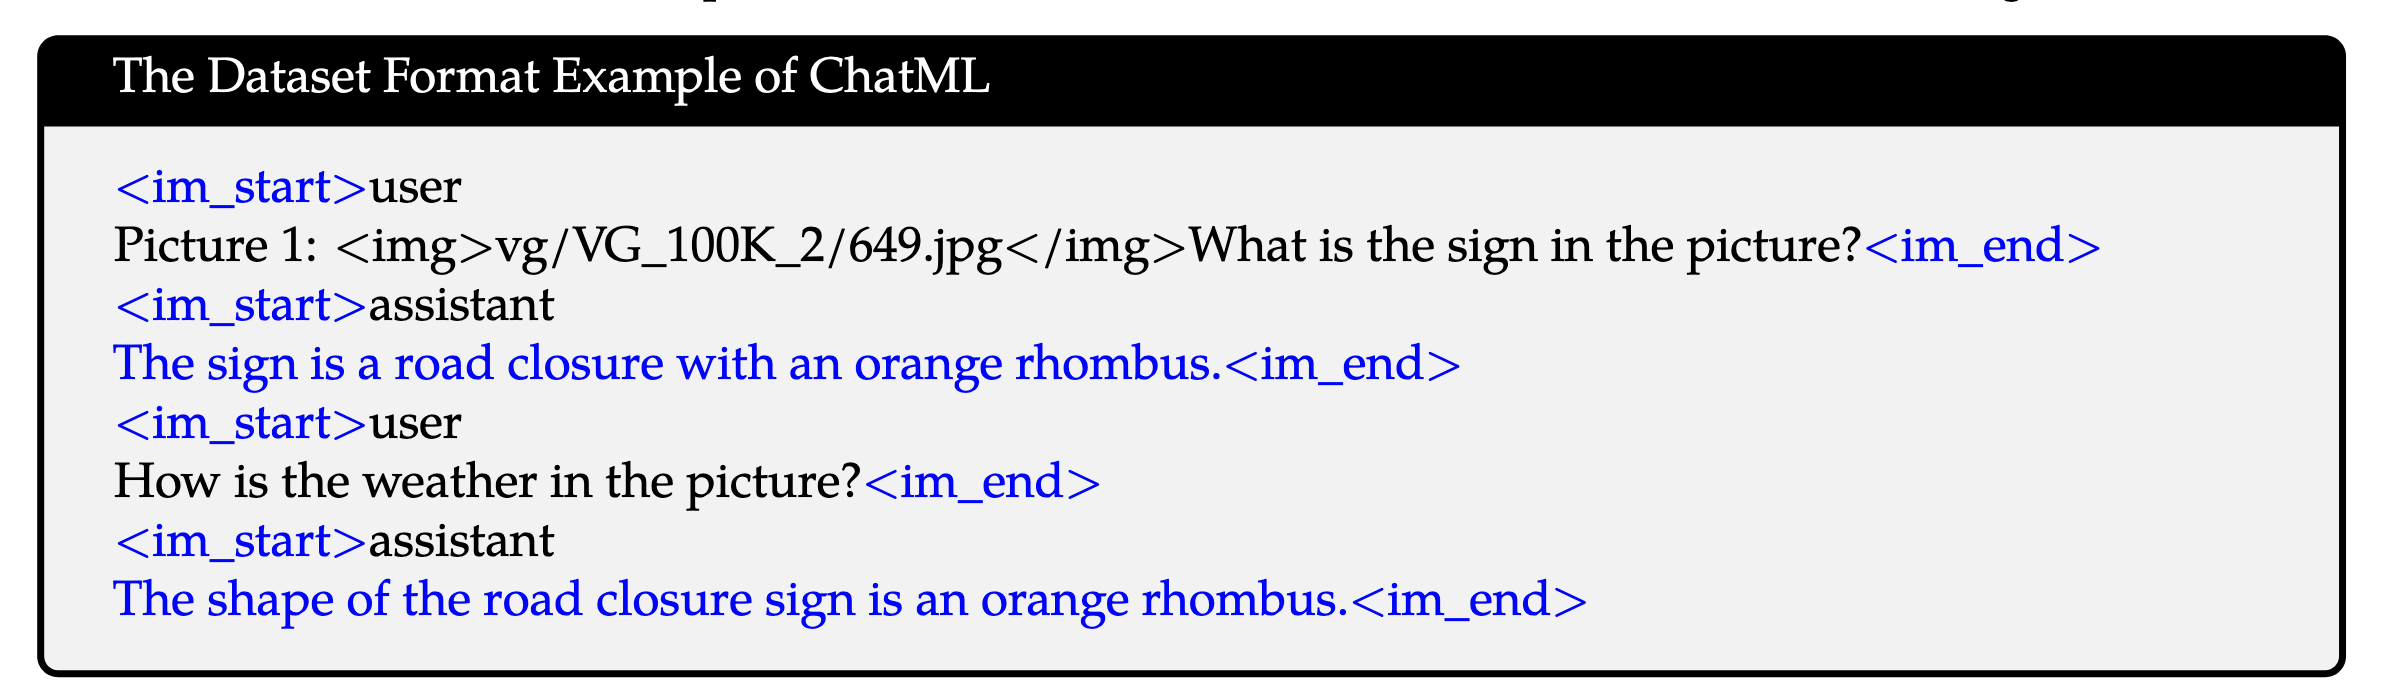 The Dataset Format Example of ChatML
<im_start>user
Picture 1: <img>vg/VG_100K_2/649.jpg</img>What is the sign in the picture?<im_end>
<im_start>assistant
The sign is a road closure with an orange rhombus.<im_end>
<im_start>user
How is the weather in the picture?<im_end>
<im_start>assistant
The shape of the road closure sign is an orange rhombus.<im_end>